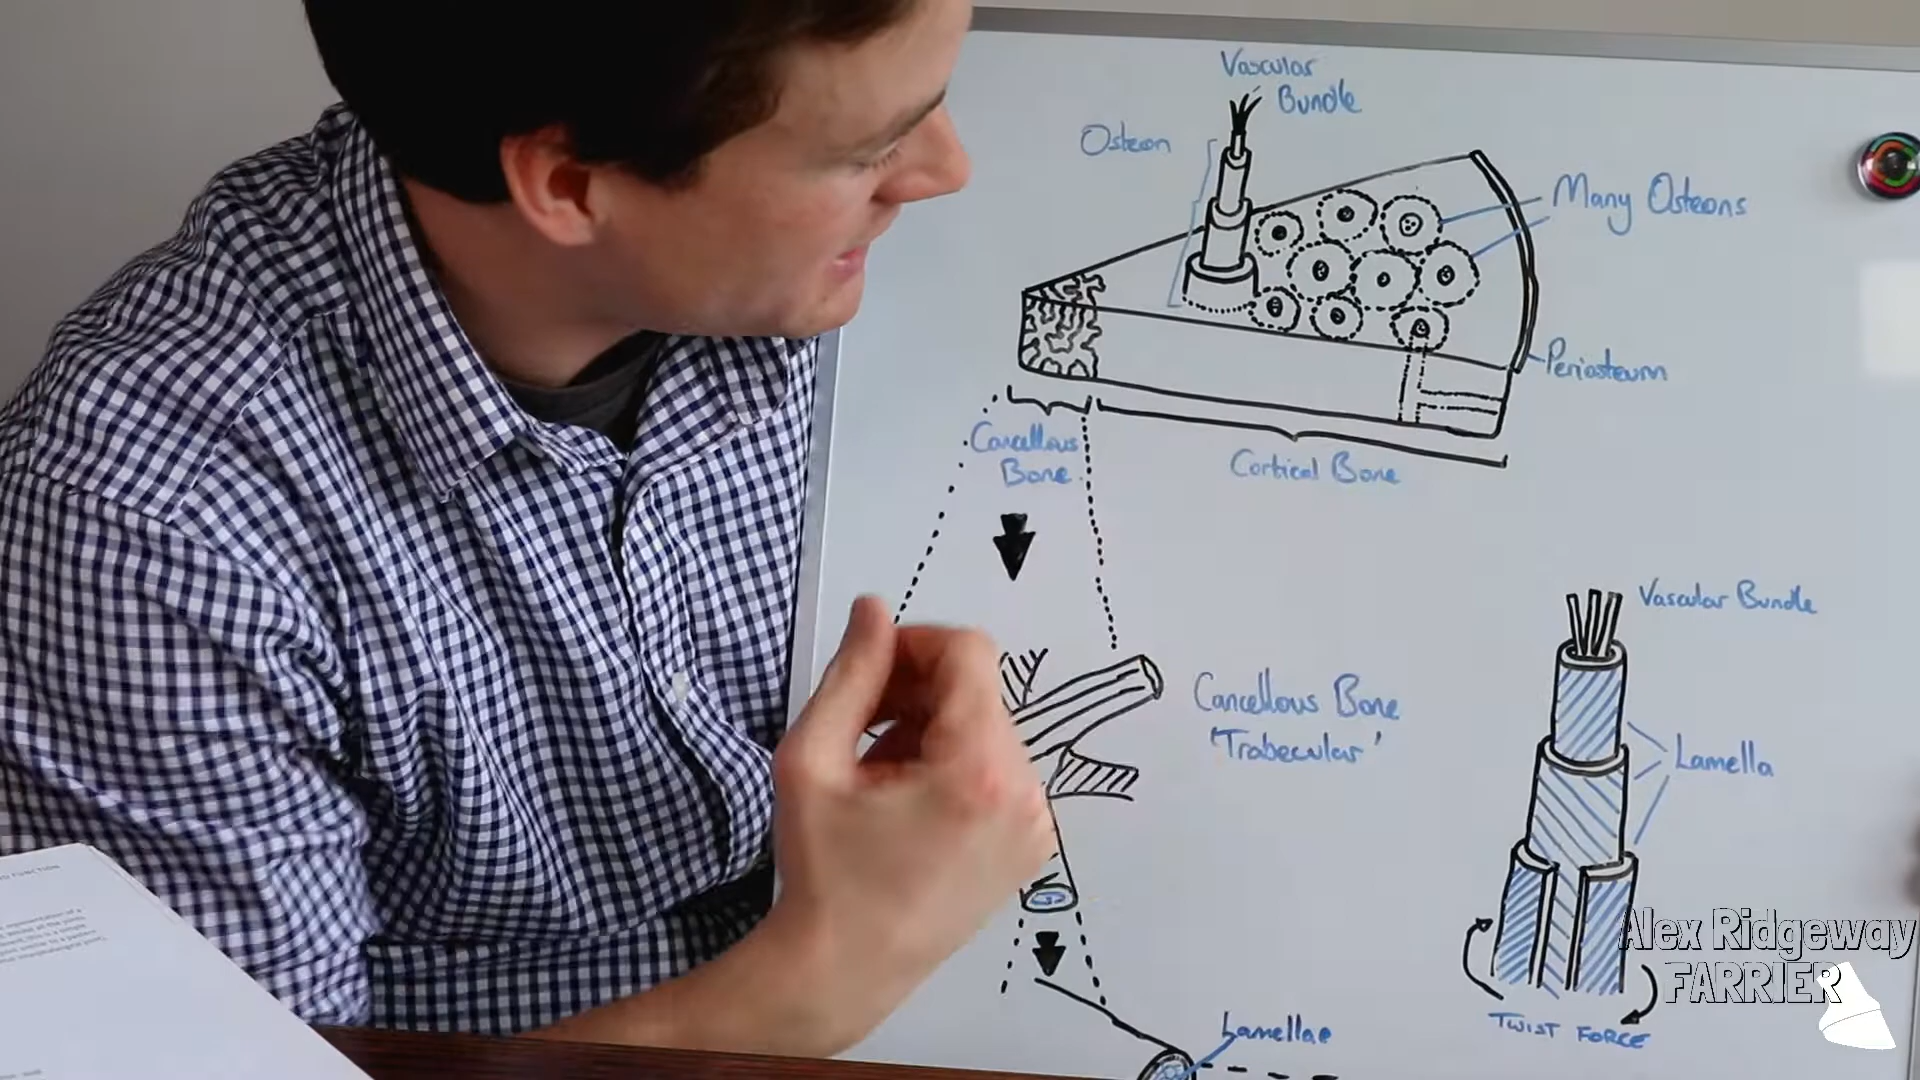 Vascular
Bundle
Osteon
Many Osteons
Periosteum
Cancellous
Bone
Cortical Bone
Vascular Bundle
Cancellous Bone
'Trabecular'
Lamella
Alex Ridgeway
FARRIER
TWIST FORCE
Lamellae
FUNCTION